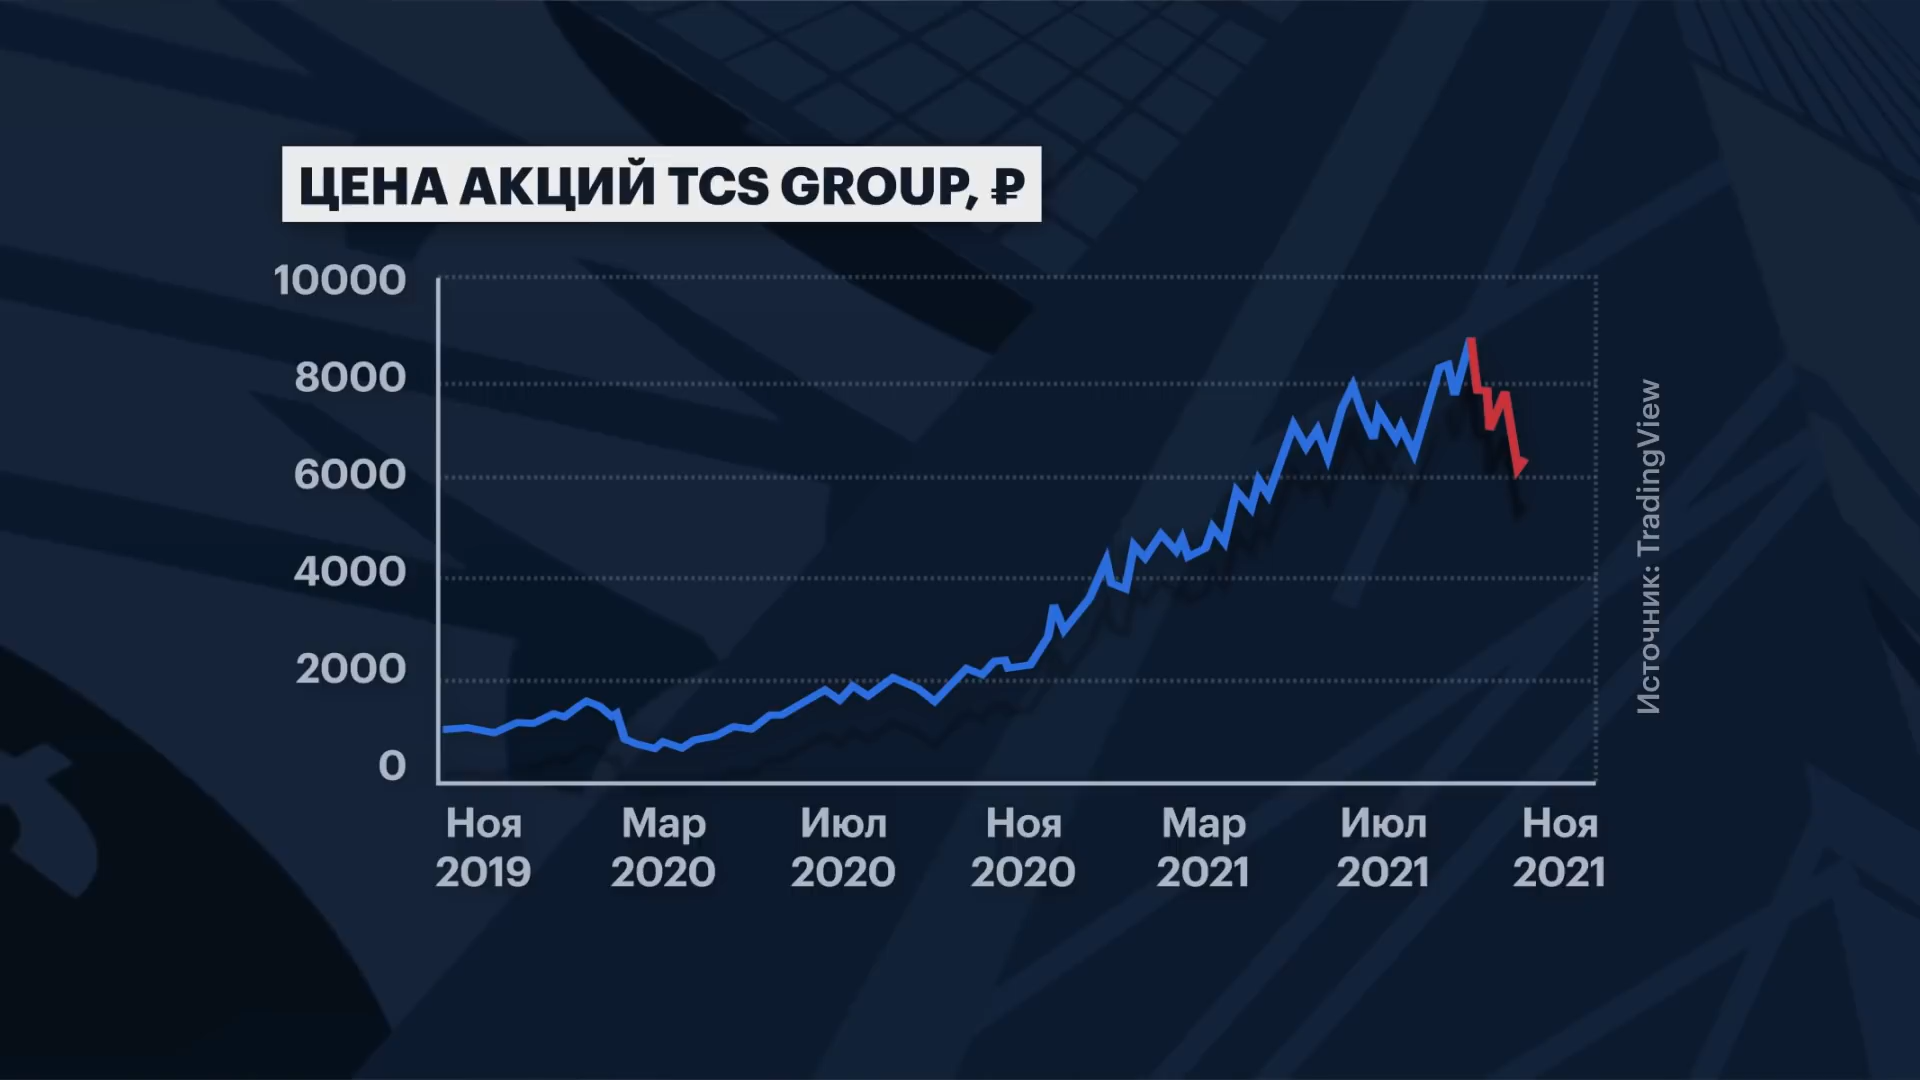 ЦЕНА АКЦИЙ TCS GROUP, ₽
10000
8000
6000
4000
2000
0
Ноя 2019
Мар 2020
Июл 2020
Ноя 2020
Мар 2021
Июл 2021
Ноя 2021
Источник: TradingView